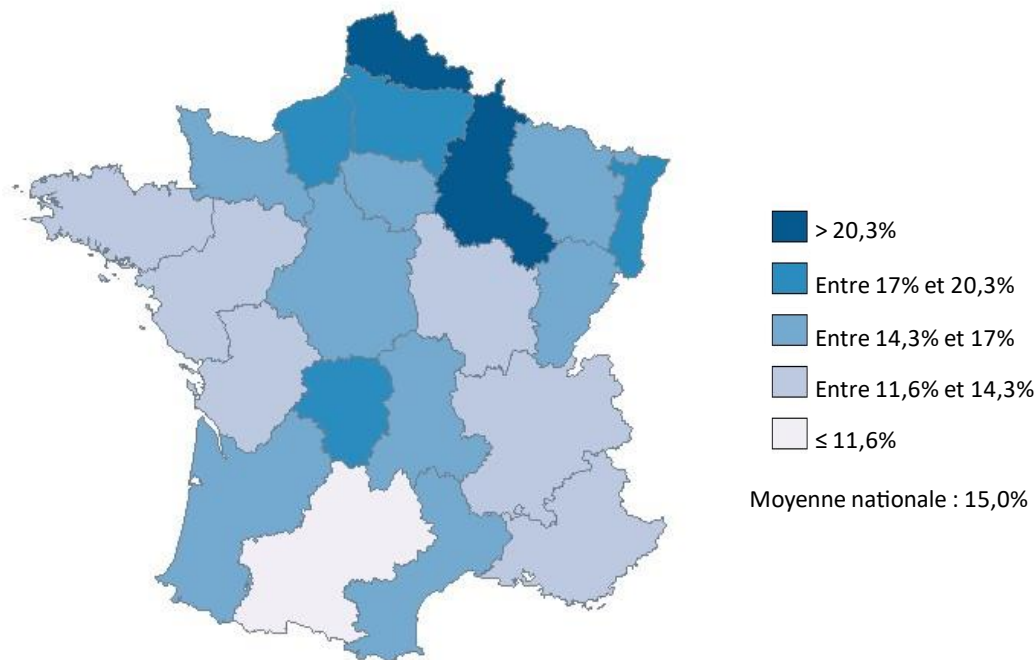 > 20,3%
Entre 17% et 20,3%
Entre 14,3% et 17%
Entre 11,6% et 14,3%
≤ 11,6%
Moyenne nationale : 15,0%